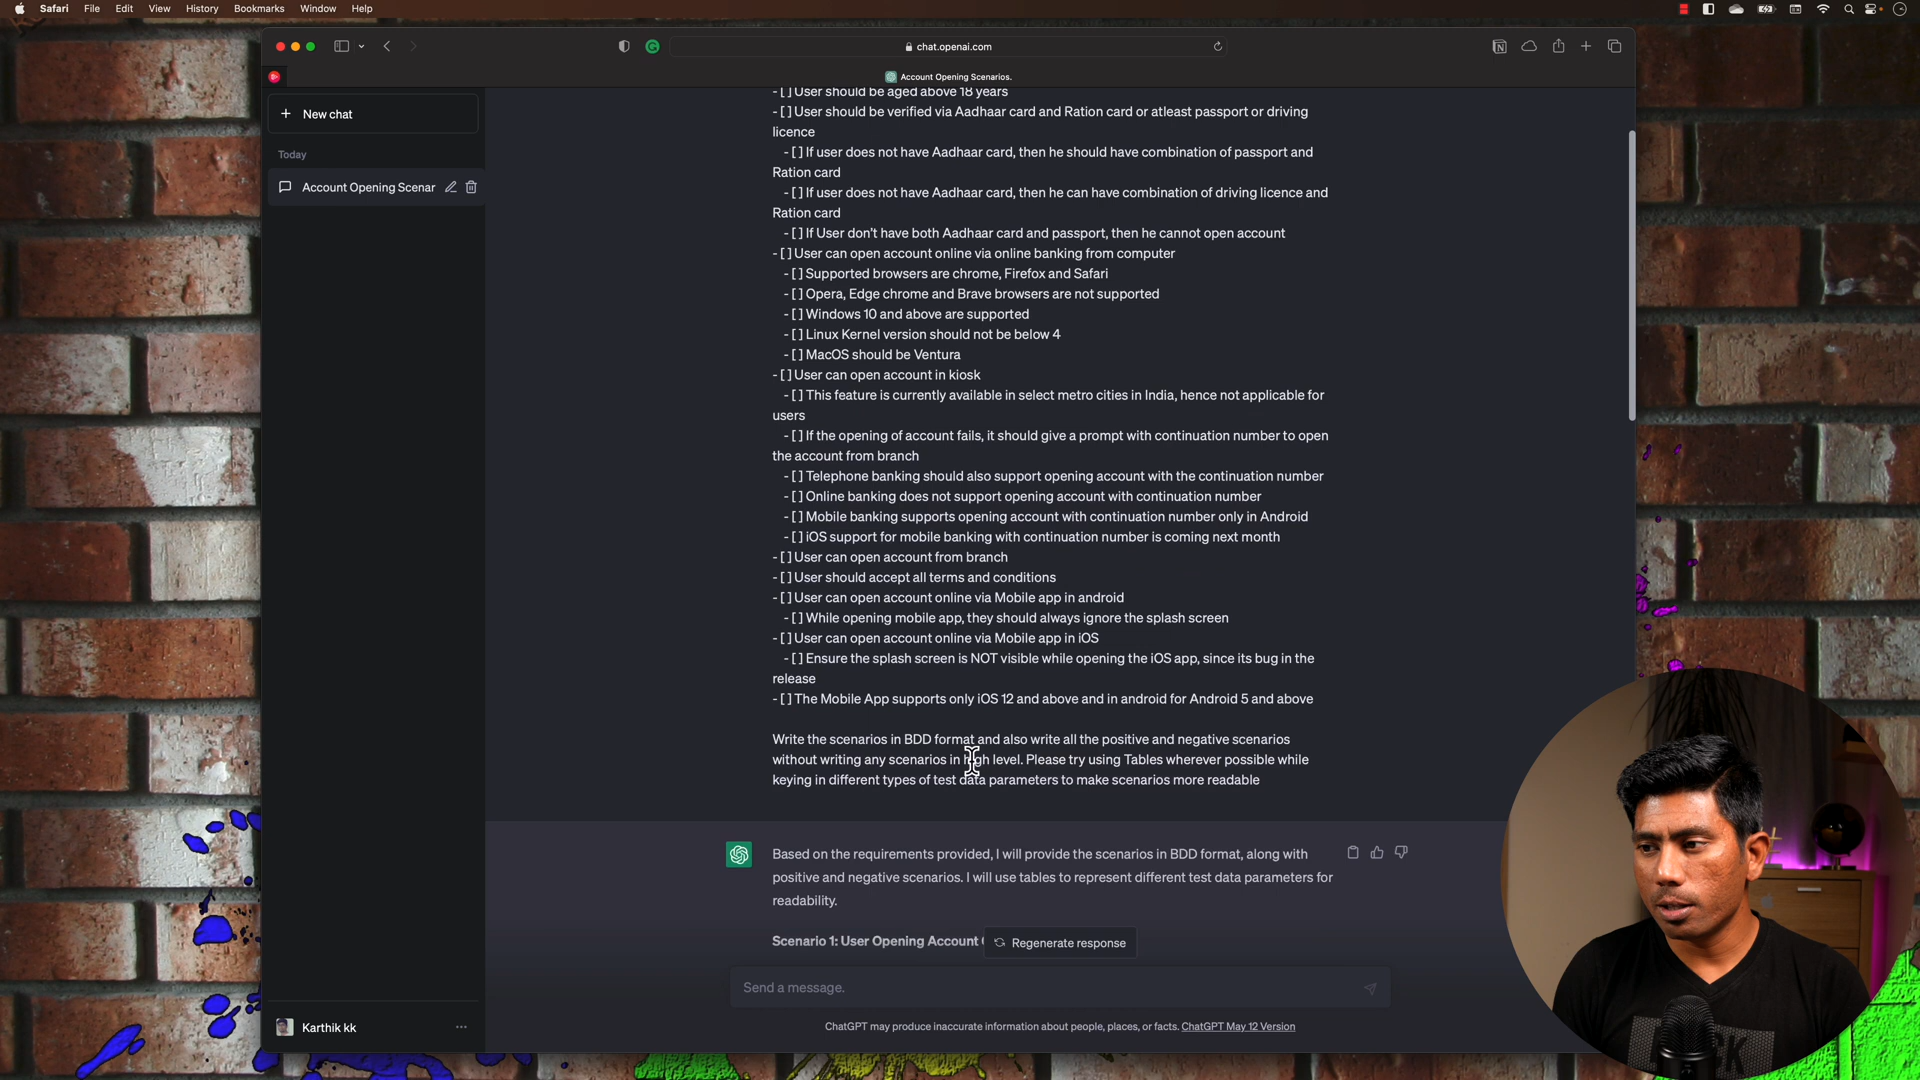 Safari File Edit View History Bookmarks Window Help
chat.openai.com
Account Opening Scenarios.
New chat
Today
Account Opening Scenar
- [ ] User should be aged above 18 years
- [ ] User should be verified via Aadhaar card and Ration card or atleast passport or driving
licence
- [ ] If user does not have Aadhaar card, then he should have combination of passport and
Ration card
- [ ] If user does not have Aadhaar card, then he can have combination of driving licence and
Ration card
- [ ] If User don't have both Aadhaar card and passport, then he cannot open account
- [ ] User can open account online via online banking from computer
- [ ] Supported browsers are chrome, Firefox and Safari
- [ ] Opera, Edge chrome and Brave browsers are not supported
- [ ] Windows 10 and above are supported
- [ ] Linux Kernel version should not be below 4
- [ ] MacOS should be Ventura
- [ ] User can open account in kiosk
- [ ] This feature is currently available in select metro cities in India, hence not applicable for
users
- [ ] If the opening of account fails, it should give a prompt with continuation number to open
the account from branch
- [ ] Telephone banking should also support opening account with the continuation number
- [ ] Online banking does not support opening account with continuation number
- [ ] Mobile banking supports opening account with continuation number only in Android
- [ ] iOS support for mobile banking with continuation number is coming next month
- [ ] User can open account from branch
- [ ] User should accept all terms and conditions
- [ ] User can open account online via Mobile app in android
- [ ] While opening mobile app, they should always ignore the splash screen
- [ ] User can open account online via Mobile app in iOS
- [ ] Ensure the splash screen is NOT visible while opening the iOS app, since its bug in the
release
- [ ] The Mobile App supports only iOS 12 and above and in android for Android 5 and above
Write the scenarios in BDD format and also write all the positive and negative scenarios
without writing any scenarios in high level. Please try using Tables wherever possible while
keying in different types of test data parameters to make scenarios more readable
Based on the requirements provided, I will provide the scenarios in BDD format, along with
positive and negative scenarios. I will use tables to represent different test data parameters for
readability.
Scenario 1: User Opening Account
Regenerate response
Send a message.
Karthik kk
ChatGPT may produce inaccurate information about people, places, or facts. ChatGPT May 12 Version